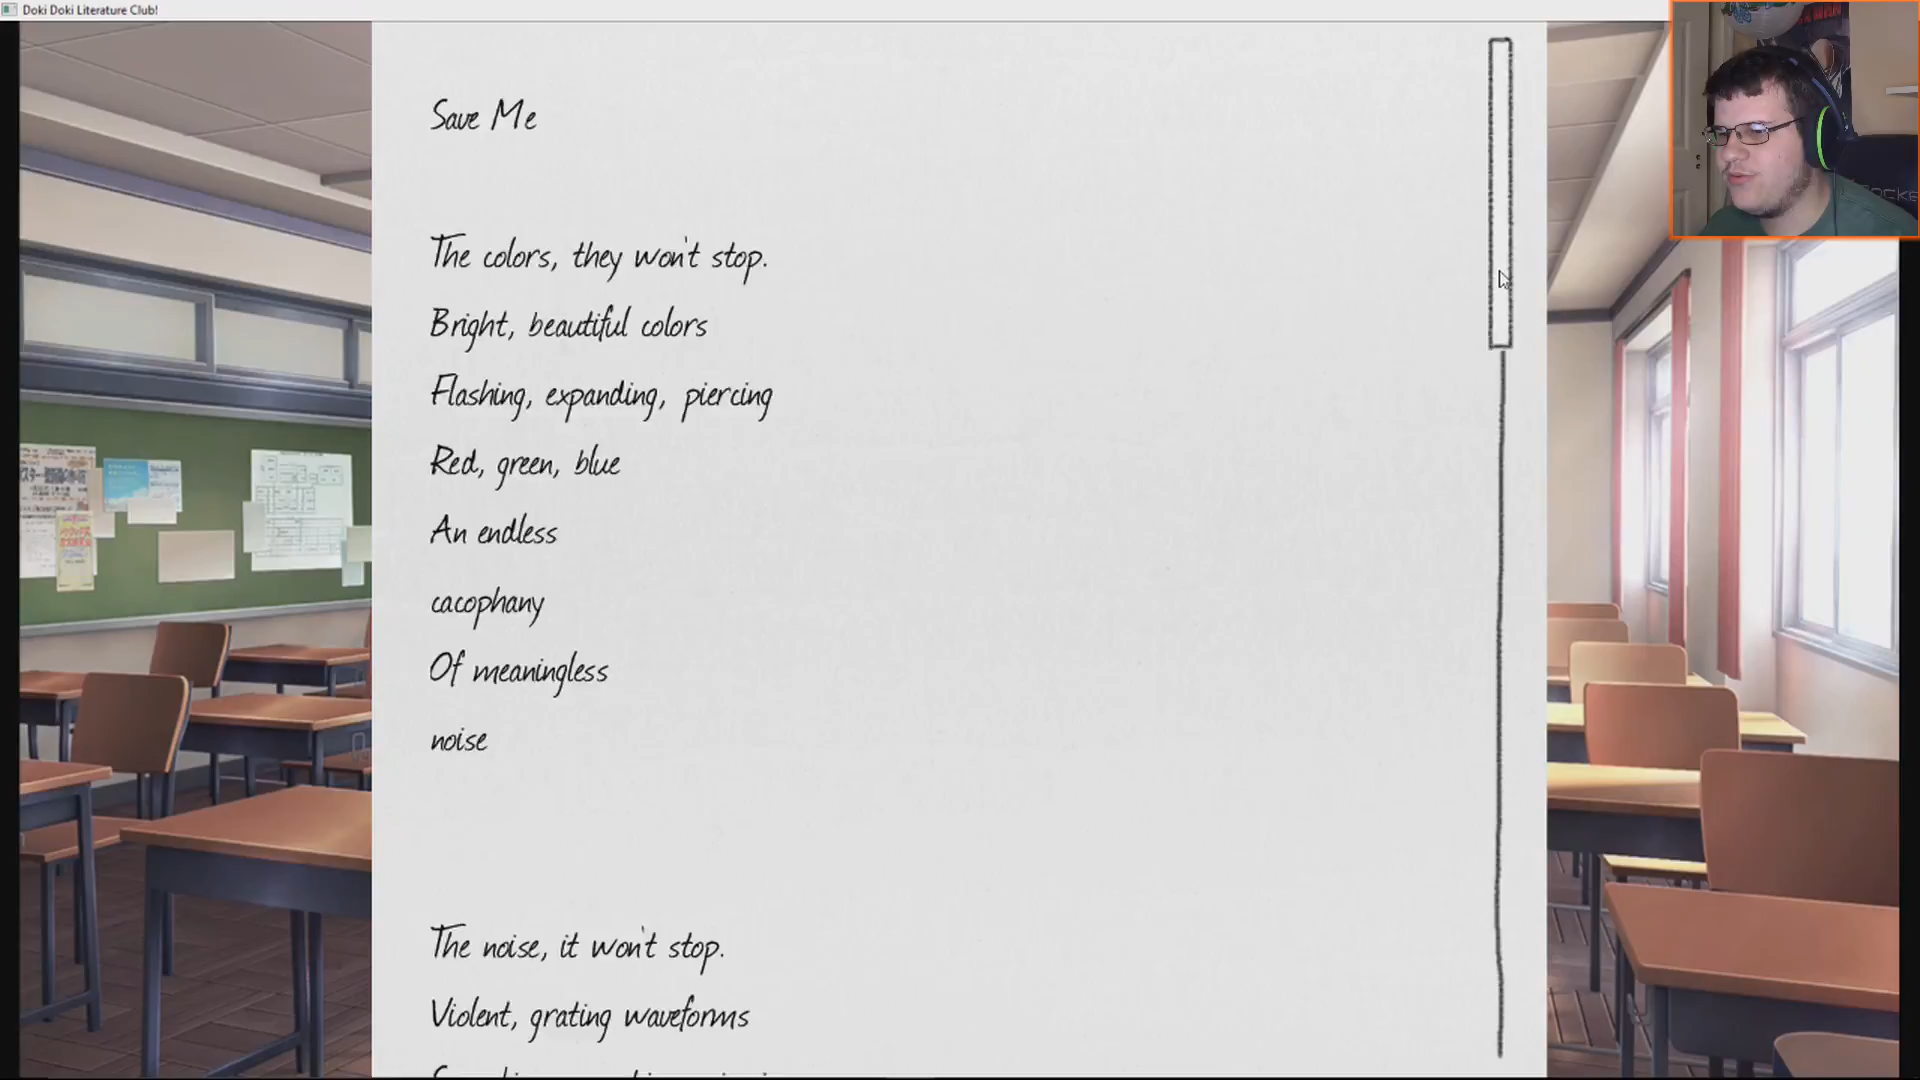 Doki Doki Literature Club!
Save Me
The colors, they won't stop.
Bright, beautiful colors
Flashing, expanding, piercing
Red, green, blue
An endless
cacophany
Of meaningless
noise
The noise, it won't stop.
Violent, grating waveforms